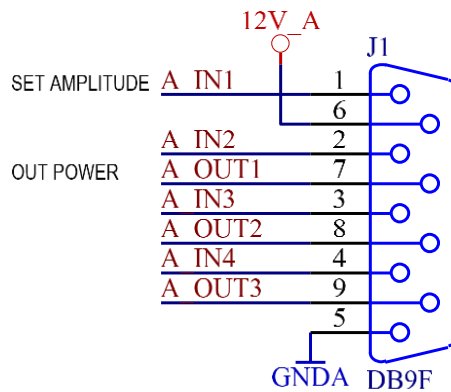 12V_A
J1
SET AMPLITUDE A_IN1 1
6
A_IN2 2
OUT POWER A_OUT1 7
A_IN3 3
A_OUT2 8
A_IN4 4
A_OUT3 9
5
GNDA DB9F